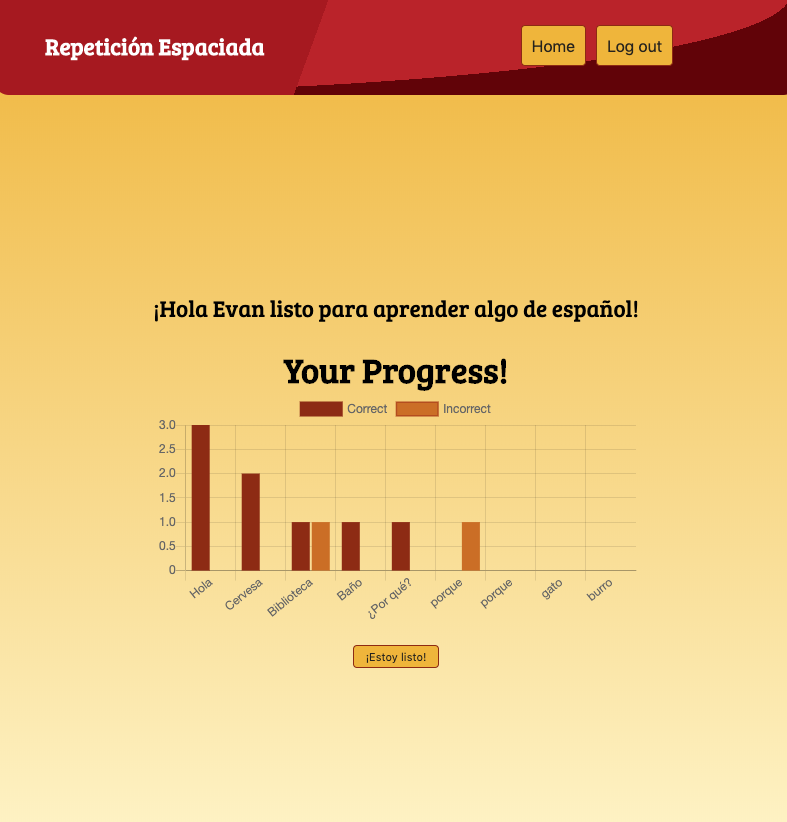 Repetición Espaciada
Home
Log out
¡Hola Evan listo para aprender algo de español!
Your Progress!
Correct
Incorrect
3.0
2.5
2.0
1.5
1.0
0.5
0
Hola
Cervesa
Biblioteca
Baño
¿Por qué?
porque
porque
gato
burro
¡Estoy listo!